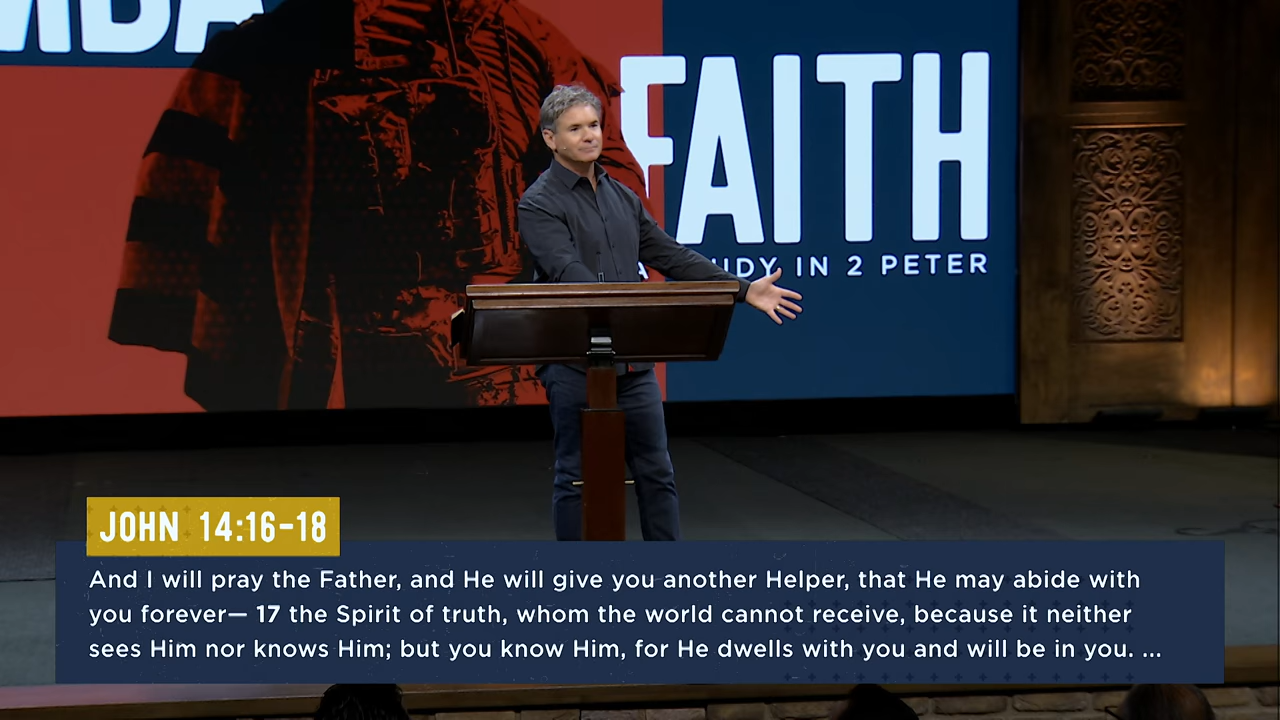 MBA
FAITH
A UDY IN 2 PETER
JOHN 14:16-18
And I will pray the Father, and He will give you another Helper, that He may abide with
you forever— 17 the Spirit of truth, whom the world cannot receive, because it neither
sees Him nor knows Him; but you know Him, for He dwells with you and will be in you. ...